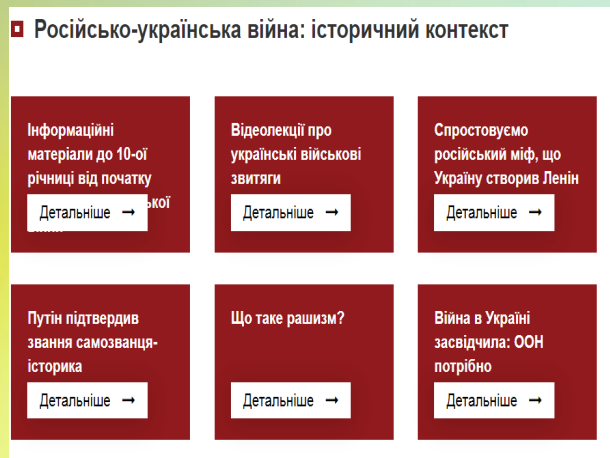 Російсько-українська війна: історичний контекст
Інформаційні
матеріали до 10-ої
річниці від початку
Детальніше →
Відеолекції про
українські військові
звитяги
Детальніше →
Спростовуємо
російський міф, що
Україну створив Ленін
Детальніше →
Путін підтвердив
звання самозванця-
історика
Детальніше →
Що таке рашизм?
Детальніше →
Війна в Україні
засвідчила: ООН
потрібно
Детальніше →